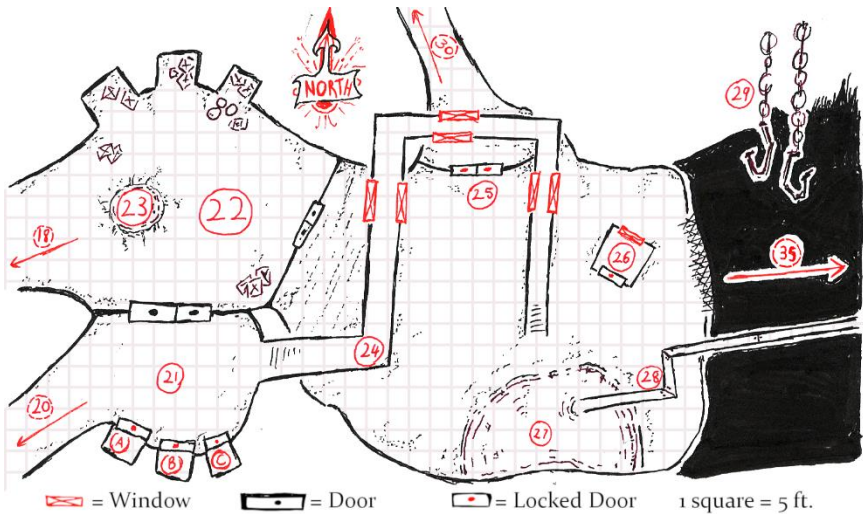 30
29
NORTH
23
22
25
18
26
35
24
21
28
20
27
A
B
C
= Window
= Door
= Locked Door
1 square = 5 ft.